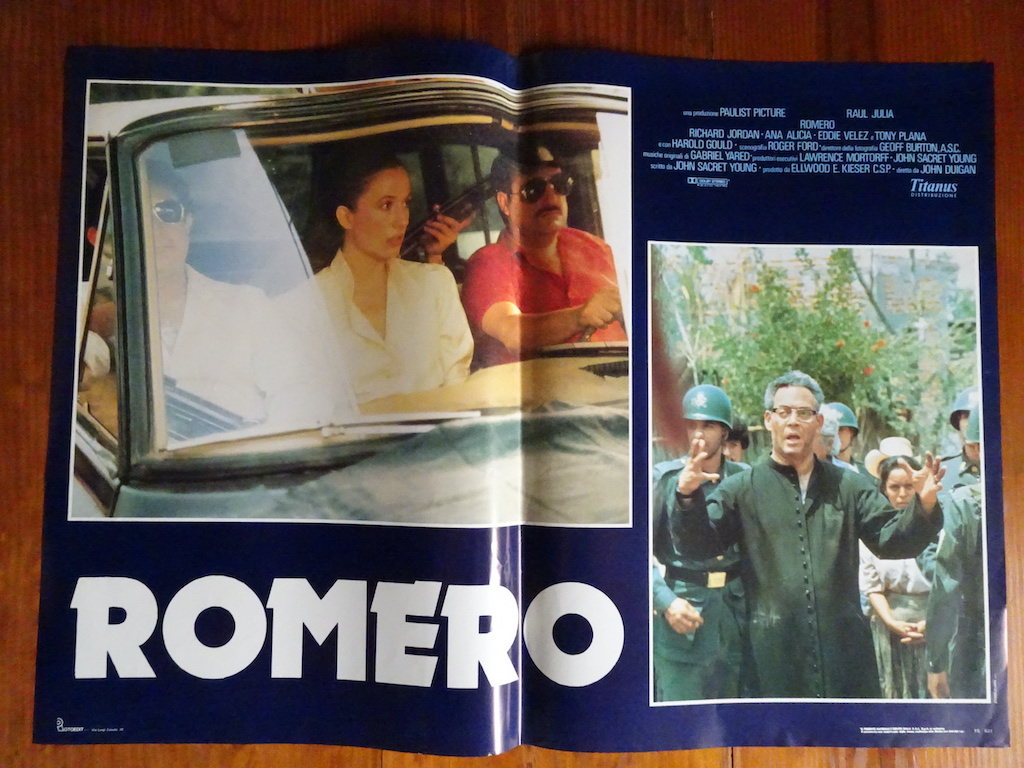 una produzione PAULIST PICTURE RAUL JULIA
ROMERO
RICHARD JORDAN · ANA ALICIA · EDDIE VELEZ e TONY PLANA
e con HAROLD GOULD · scenografia ROGER FORD · direttore della fotografia GEOFF BURTON, A.S.C.
musiche originali di GABRIEL YARED · produttori esecutivi LAWRENCE MORTORFF · JOHN SACRET YOUNG
scritto da JOHN SACRET YOUNG · prodotto da ELLWOOD E. KIESER C.S.P. · diretto da JOHN DUIGAN
DOLBY STEREO
Titanus
DISTRIBUZIONE
ROMERO